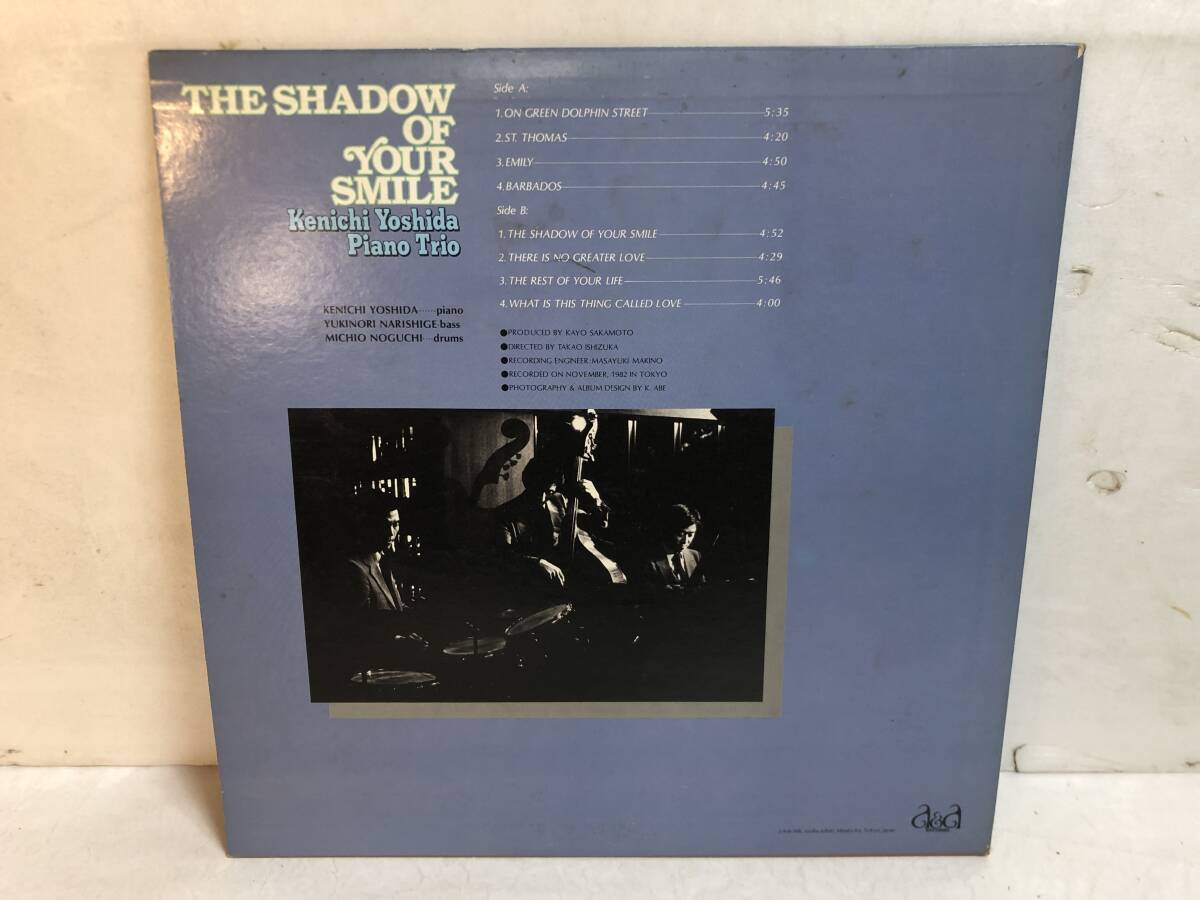 THE SHADOW
OF
YOUR
SMILE
Kenichi Yoshida
Piano Trio
KENICHI YOSHIDA······piano
YUKINORI NARISHIGE·bass
MICHIO NOGUCHI···drums
Side A:
1. ON GREEN DOLPHIN STREET 5:35
2. ST. THOMAS 4:20
3. EMILY 4:50
4. BARBADOS 4:45
Side B:
1. THE SHADOW OF YOUR SMILE 4:52
2. THERE IS NO GREATER LOVE 4:29
3. THE REST OF YOUR LIFE 5:46
4. WHAT IS THIS THING CALLED LOVE 4:00
●PRODUCED BY KAYO SAKAMOTO
●DIRECTED BY TAKAO ISHIZUKA
●RECORDING ENGINEER: MASAYUKI MAKINO
●RECORDED ON NOVEMBER, 1982 IN TOKYO
●PHOTOGRAPHY & ALBUM DESIGN BY K. ABE
a&a